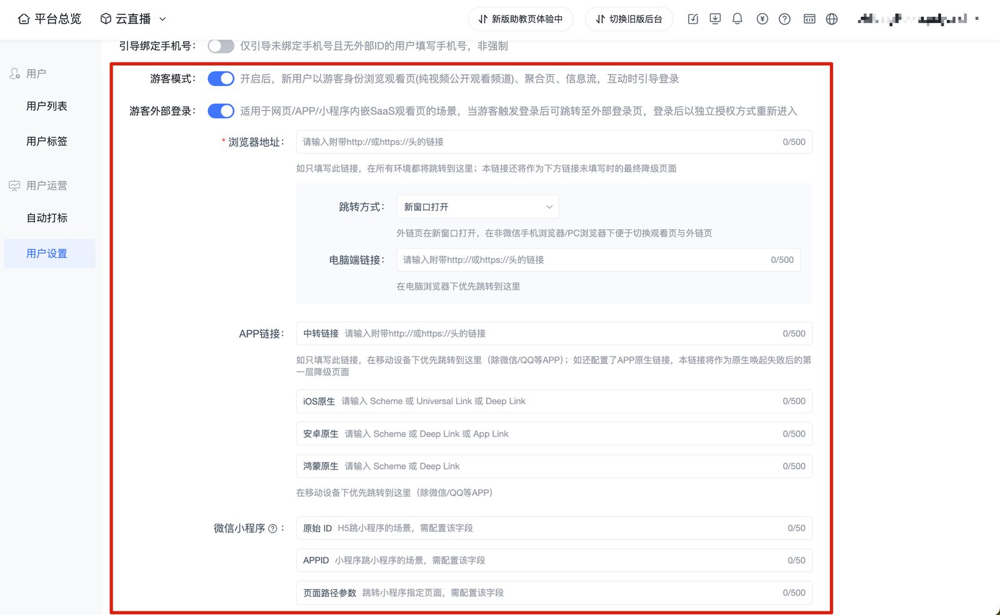 平台总览
云直播
新版助教页体验中
切换旧版后台
引导绑定手机号：
仅引导未绑定手机号且无外部ID的用户填写手机号，非强制
用户
用户列表
用户标签
用户运营
自动打标
用户设置
游客模式：
开启后，新用户以游客身份浏览观看页(纯视频公开观看频道)、聚合页、信息流，互动时引导登录
游客外部登录：
适用于网页/APP/小程序内嵌SaaS观看页的场景，当游客触发登录后可跳转至外部登录页，登录后以独立授权方式重新进入
* 浏览器地址：
请输入附带http://或https://头的链接
0/500
如只填写此链接，在所有环境都将跳转到这里；本链接还将作为下方链接未填写时的最终降级页面
跳转方式：
新窗口打开
外链页在新窗口打开，在非微信手机浏览器/PC浏览器下便于切换观看页与外链页
电脑端链接：
请输入附带http://或https://头的链接
0/500
在电脑浏览器下优先跳转到这里
APP链接：
中转链接 请输入附带http://或https://头的链接
0/500
如只填写此链接，在移动设备下优先跳转到这里（除微信/QQ等APP）；如还配置了APP原生链接，本链接将作为原生唤起失败后的第
一层降级页面
iOS原生 请输入 Scheme 或 Universal Link 或 Deep Link
0/500
安卓原生 请输入 Scheme 或 Deep Link 或 App Link
0/500
鸿蒙原生 请输入 Scheme 或 Deep Link
0/500
在移动设备下优先跳转到这里（除微信/QQ等APP）
微信小程序 ：
原始 ID H5跳小程序的场景，需配置该字段
0/50
APPID 小程序跳小程序的场景，需配置该字段
0/50
页面路径参数 跳转小程序指定页面，需配置该字段
0/500